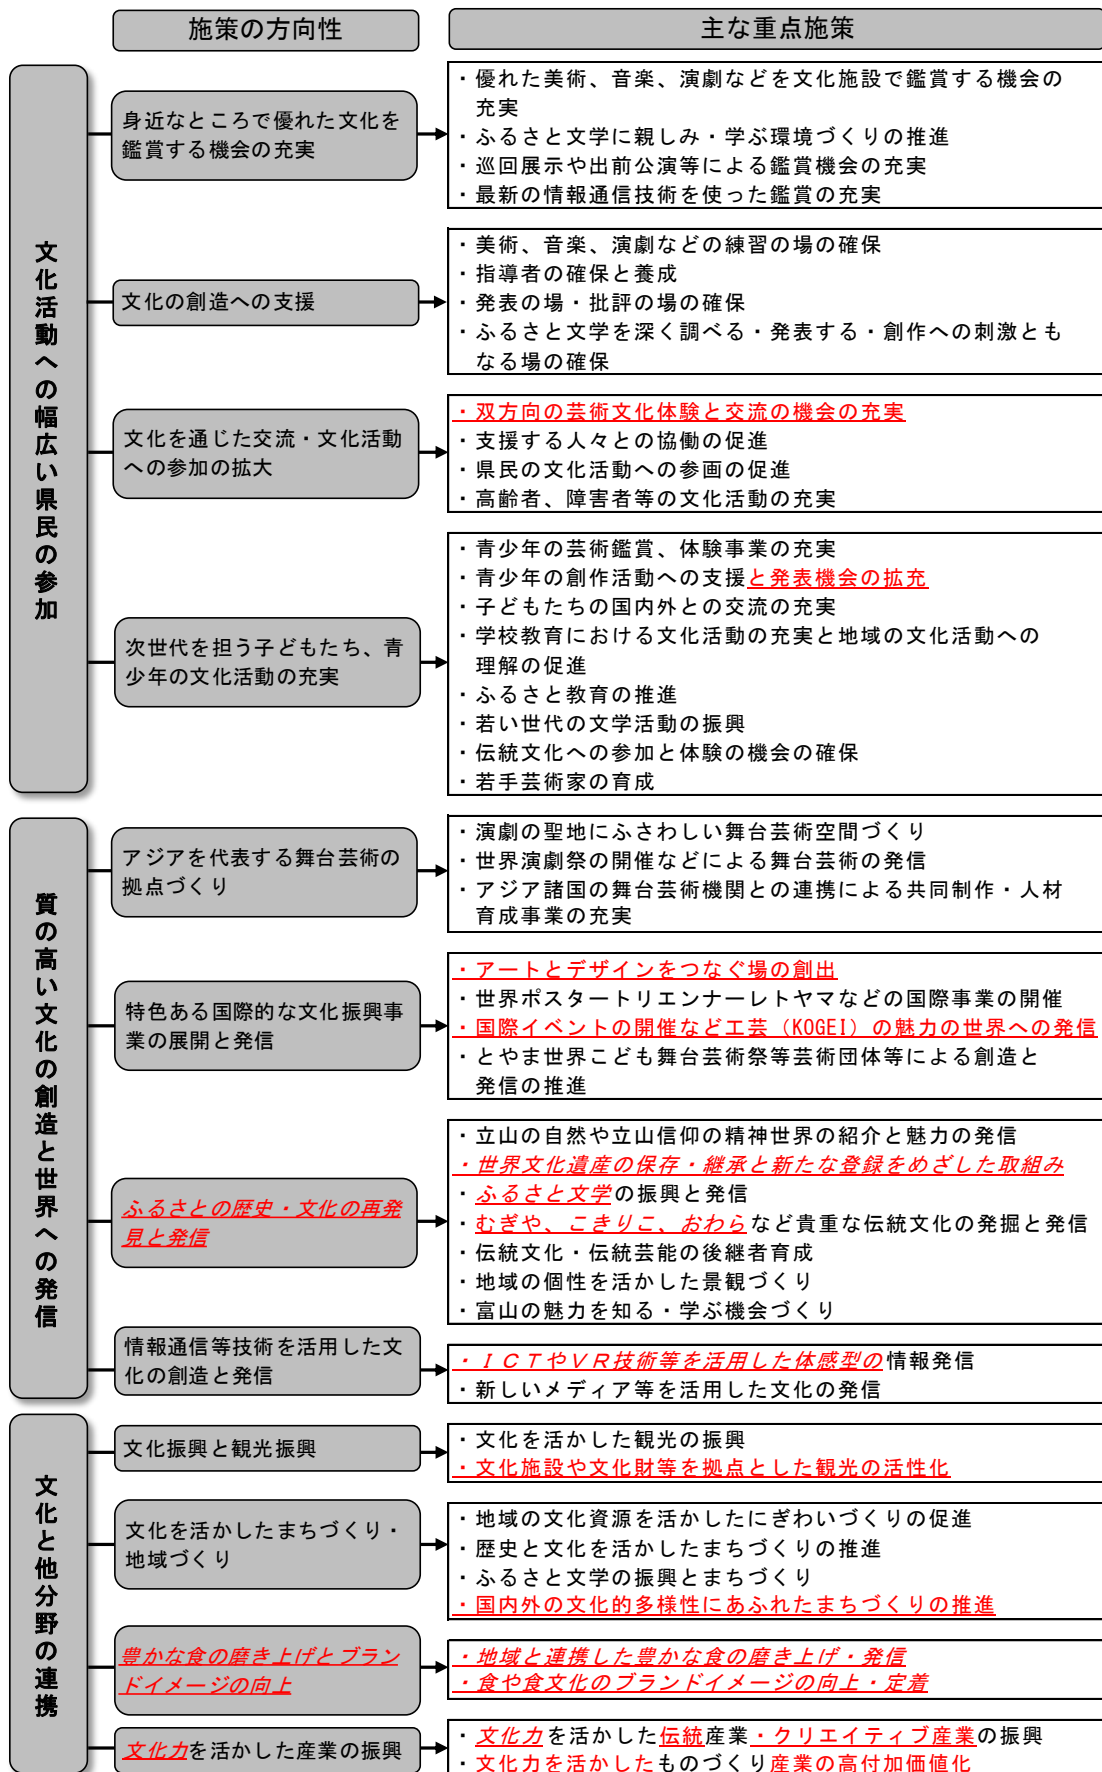 施策の方向性
主な重点施策
文化活動への幅広い県民の参加
身近なところで優れた文化を
鑑賞する機会の充実
・優れた美術、音楽、演劇などを文化施設で鑑賞する機会の
充実
・ふるさと文学に親しみ・学ぶ環境づくりの推進
・巡回展示や出前公演等による鑑賞機会の充実
・最新の情報通信技術を使った鑑賞の充実
文化の創造への支援
・美術、音楽、演劇などの練習の場の確保
・指導者の確保と養成
・発表の場・批評の場の確保
・ふるさと文学を深く調べる・発表する・創作への刺激とも
なる場の確保
文化を通じた交流・文化活動
への参加の拡大
・双方向の芸術文化体験と交流の機会の充実
・支援する人々との協働の促進
・県民の文化活動への参画の促進
・高齢者、障害者等の文化活動の充実
次世代を担う子どもたち、青
少年の文化活動の充実
・青少年の芸術鑑賞、体験事業の充実
・青少年の創作活動への支援と発表機会の拡充
・子どもたちの国内外との交流の充実
・学校教育における文化活動の充実と地域の文化活動への
理解の促進
・ふるさと教育の推進
・若い世代の文学活動の振興
・伝統文化への参加と体験の機会の確保
・若手芸術家の育成
質の高い文化の創造と世界への発信
アジアを代表する舞台芸術の
拠点づくり
・演劇の聖地にふさわしい舞台芸術空間づくり
・世界演劇祭の開催などによる舞台芸術の発信
・アジア諸国の舞台芸術機関との連携による共同制作・人材
育成事業の充実
特色ある国際的な文化振興事
業の展開と発信
・アートとデザインをつなぐ場の創出
・世界ポスタートリエンナーレトヤマなどの国際事業の開催
・国際イベントの開催など工芸（KOGEI）の魅力の世界への発信
・とやま世界こども舞台芸術祭等芸術団体等による創造と
発信の推進
ふるさとの歴史・文化の再発
見と発信
・立山の自然や立山信仰の精神世界の紹介と魅力の発信
・世界文化遺産の保存・継承と新たな登録をめざした取組み
・ふるさと文学の振興と発信
・むぎや、こきりこ、おわらなど貴重な伝統文化の発掘と発信
・伝統文化・伝統芸能の後継者育成
・地域の個性を活かした景観づくり
・富山の魅力を知る・学ぶ機会づくり
情報通信等技術を活用した文
化の創造と発信
・ＩＣＴやＶＲ技術等を活用した体感型の情報発信
・新しいメディア等を活用した文化の発信
文化と他分野の連携
文化振興と観光振興
・文化を活かした観光の振興
・文化施設や文化財等を拠点とした観光の活性化
文化を活かしたまちづくり・
地域づくり
・地域の文化資源を活かしたにぎわいづくりの促進
・歴史と文化を活かしたまちづくりの推進
・ふるさと文学の振興とまちづくり
・国内外の文化的多様性にあふれたまちづくりの推進
豊かな食の磨き上げとブラン
ドイメージの向上
・地域と連携した豊かな食の磨き上げ・発信
・食や食文化のブランドイメージの向上・定着
文化力を活かした産業の振興
・文化力を活かした伝統産業・クリエイティブ産業の振興
・文化力を活かしたものづくり産業の高付加価値化